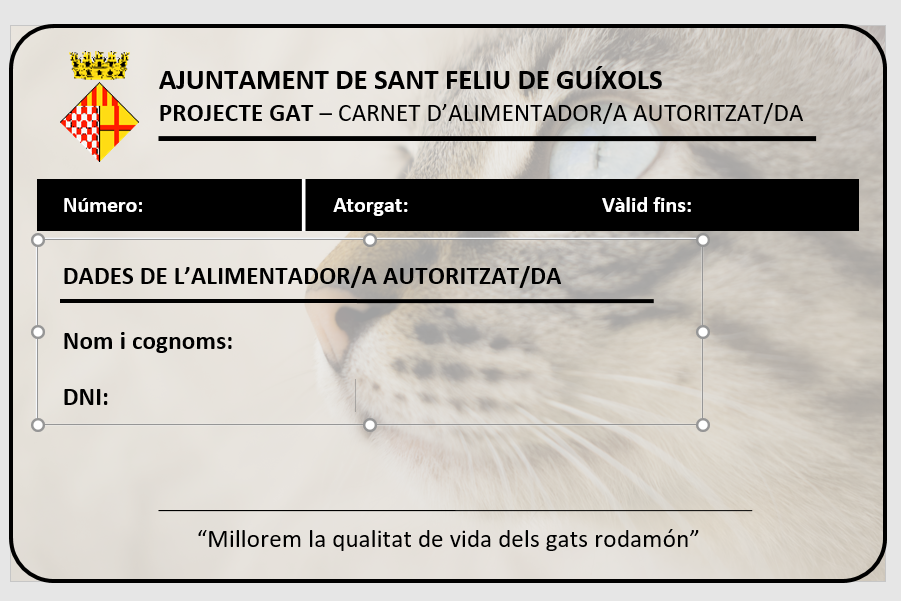 AJUNTAMENT DE SANT FELIU DE GUÍXOLS
PROJECTE GAT – CARNET D’ALIMENTADOR/A AUTORITZAT/DA
Número: Atorgat: Vàlid fins:
DADES DE L’ALIMENTADOR/A AUTORITZAT/DA
Nom i cognoms:
DNI:
“Millorem la qualitat de vida dels gats rodamón”